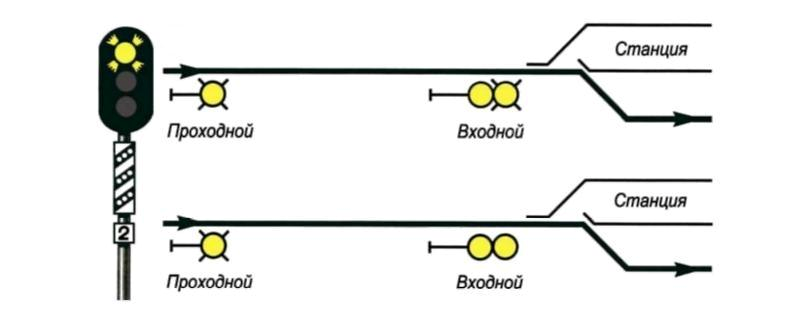 Станция
Проходной
Входной
2
Станция
Проходной
Входной